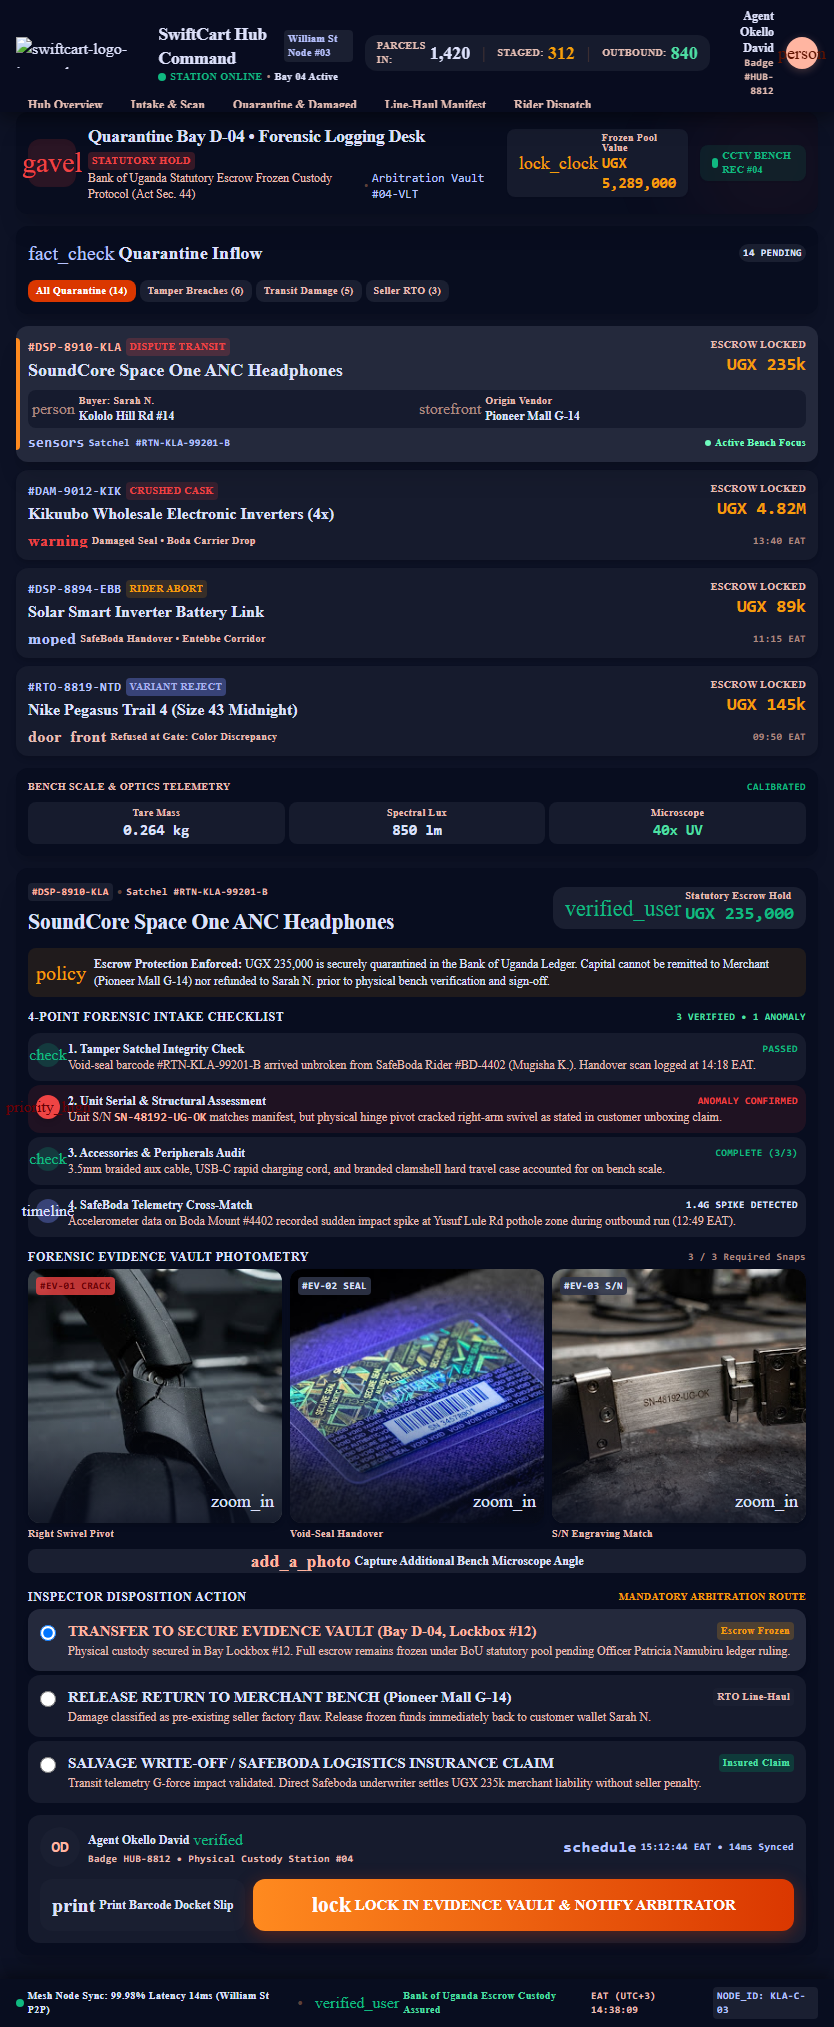 swiftcart-logo-
SwiftCart Hub
Command
William St
Node #03
STATION ONLINE • Bay 04 Active
PARCELS
IN:
1,420
STAGED: 312
OUTBOUND: 840
Agent
Okello
David
Badge
#HUB-
8812
person
Hub Overview
Intake & Scan
Quarantine & Damaged
Line-Haul Manifest
Rider Dispatch
gavel
Quarantine Bay D-04 • Forensic Logging Desk
STATUTORY HOLD
Bank of Uganda Statutory Escrow Frozen Custody
Protocol (Act Sec. 44)
• Arbitration Vault
#04-VLT
lock_clock
Frozen Pool
Value
UGX
5,289,000
CCTV BENCH
REC #04
fact_check Quarantine Inflow
14 PENDING
All Quarantine (14)
Tamper Breaches (6)
Transit Damage (5)
Seller RTO (3)
#DSP-8910-KLA DISPUTE TRANSIT
ESCROW LOCKED
SoundCore Space One ANC Headphones
UGX 235k
person
Buyer: Sarah N.
Kololo Hill Rd #14
storefront
Origin Vendor
Pioneer Mall G-14
sensors Satchel #RTN-KLA-99201-B
Active Bench Focus
#DAM-9012-KIK CRUSHED CASK
ESCROW LOCKED
Kikuubo Wholesale Electronic Inverters (4x)
UGX 4.82M
warning Damaged Seal • Boda Carrier Drop
13:40 EAT
#DSP-8894-EBB RIDER ABORT
ESCROW LOCKED
Solar Smart Inverter Battery Link
UGX 89k
moped SafeBoda Handover • Entebbe Corridor
11:15 EAT
#RTO-8819-NTD VARIANT REJECT
ESCROW LOCKED
Nike Pegasus Trail 4 (Size 43 Midnight)
UGX 145k
door_front Refused at Gate: Color Discrepancy
09:50 EAT
BENCH SCALE & OPTICS TELEMETRY
CALIBRATED
Tare Mass
0.264 kg
Spectral Lux
850 lm
Microscope
40x UV
#DSP-8910-KLA • Satchel #RTN-KLA-99201-B
SoundCore Space One ANC Headphones
verified_user
Statutory Escrow Hold
UGX 235,000
policy
Escrow Protection Enforced: UGX 235,000 is securely quarantined in the Bank of Uganda Ledger. Capital cannot be remitted to Merchant
(Pioneer Mall G-14) nor refunded to Sarah N. prior to physical bench verification and sign-off.
4-POINT FORENSIC INTAKE CHECKLIST
3 VERIFIED • 1 ANOMALY
check
1. Tamper Satchel Integrity Check
PASSED
Void-seal barcode #RTN-KLA-99201-B arrived unbroken from SafeBoda Rider #BD-4402 (Mugisha K.). Handover scan logged at 14:18 EAT.
2. Unit Serial & Structural Assessment
ANOMALY CONFIRMED
Unit S/N SN-48192-UG-OK matches manifest, but physical hinge pivot cracked right-arm swivel as stated in customer unboxing claim.
check
3. Accessories & Peripherals Audit
COMPLETE (3/3)
3.5mm braided aux cable, USB-C rapid charging cord, and branded clamshell hard travel case accounted for on bench scale.
timeline
4. SafeBoda Telemetry Cross-Match
1.4G SPIKE DETECTED
Accelerometer data on Boda Mount #4402 recorded sudden impact spike at Yusuf Lule Rd pothole zone during outbound run (12:49 EAT).
FORENSIC EVIDENCE VAULT PHOTOMETRY
3 / 3 Required Snaps
#EV-01 CRACK
#EV-02 SEAL
#EV-03 S/N
SECURE SEAL
AUTHENTIC
SN-48192-UG-OK
zoom_in
zoom_in
zoom_in
Right Swivel Pivot
Void-Seal Handover
S/N Engraving Match
add_a_photo Capture Additional Bench Microscope Angle
INSPECTOR DISPOSITION ACTION
MANDATORY ARBITRATION ROUTE
TRANSFER TO SECURE EVIDENCE VAULT (Bay D-04, Lockbox #12)
Escrow Frozen
Physical custody secured in Bay Lockbox #12. Full escrow remains frozen under BoU statutory pool pending Officer Patricia Namubiru ledger ruling.
RELEASE RETURN TO MERCHANT BENCH (Pioneer Mall G-14)
RTO Line-Haul
Damage classified as pre-existing seller factory flaw. Release frozen funds immediately back to customer wallet Sarah N.
SALVAGE WRITE-OFF / SAFEBODA LOGISTICS INSURANCE CLAIM
Insured Claim
Transit telemetry G-force impact validated. Direct Safeboda underwriter settles UGX 235k merchant liability without seller penalty.
OD
Agent Okello David verified
Badge HUB-8812 • Physical Custody Station #04
schedule 15:12:44 EAT • 14ms Synced
print Print Barcode Docket Slip
lock LOCK IN EVIDENCE VAULT & NOTIFY ARBITRATOR
Mesh Node Sync: 99.98% Latency 14ms (William St
P2P)
• verified_user
Bank of Uganda Escrow Custody
Assured
EAT (UTC+3)
14:38:09
NODE_ID: KLA-C-
03